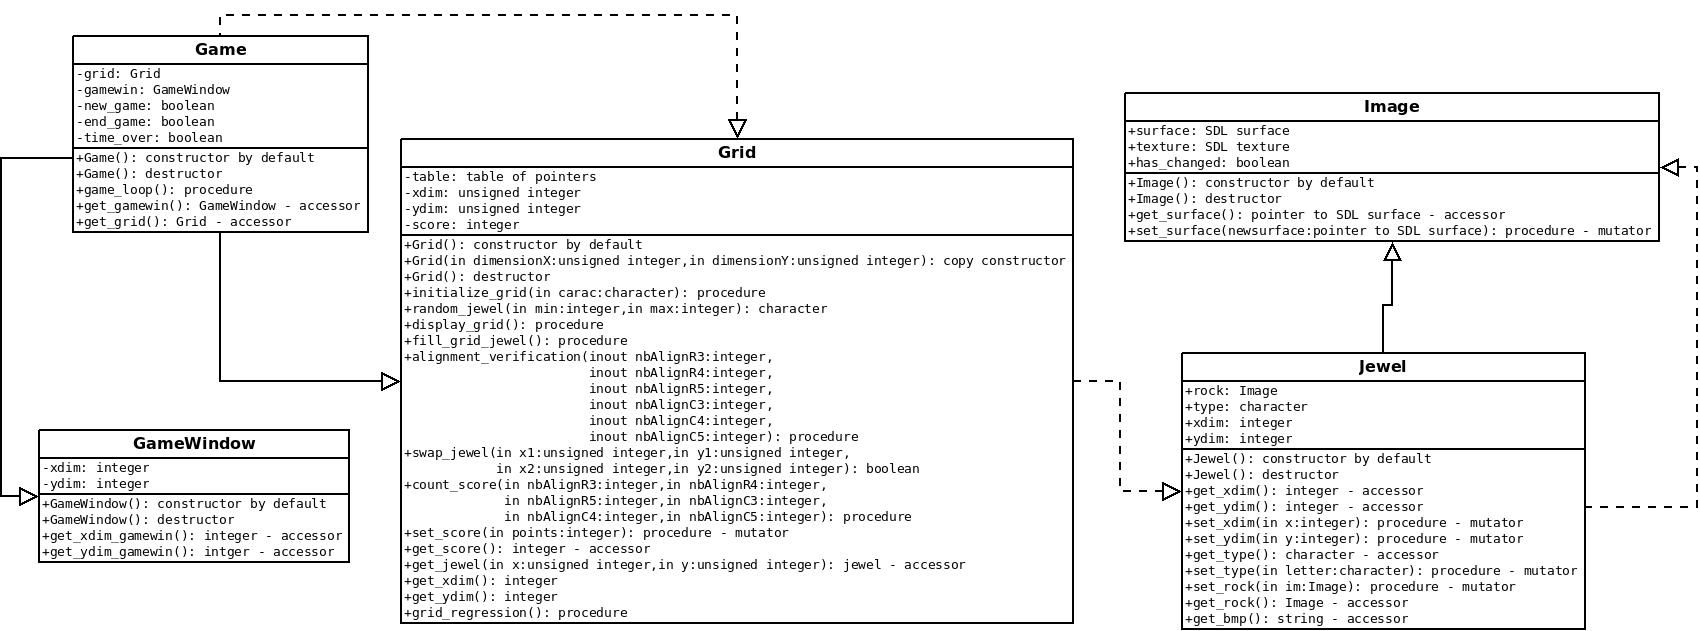 Game
-grid: Grid
-gamewin: GameWindow
-new_game: boolean
-end_game: boolean
-time_over: boolean
+Game(): constructor by default
+Game(): destructor
+game_loop(): procedure
+get_gamewin(): GameWindow - accessor
+get_grid(): Grid - accessor
GameWindow
-xdim: integer
-ydim: integer
+GameWindow(): constructor by default
+GameWindow(): destructor
+get_xdim_gamewin(): integer - accessor
+get_ydim_gamewin(): intger - accessor
Grid
-table: table of pointers
-xdim: unsigned integer
-ydim: unsigned integer
-score: integer
+Grid(): constructor by default
+Grid(in dimensionX:unsigned integer,in dimensionY:unsigned integer): copy constructor
+Grid(): destructor
+initialize_grid(in carac:character): procedure
+random_jewel(in min:integer,in max:integer): character
+display_grid(): procedure
+fill_grid_jewel(): procedure
+alignment_verification(inout nbAlignR3:integer,
inout nbAlignR4:integer,
inout nbAlignR5:integer,
inout nbAlignC3:integer,
inout nbAlignC4:integer,
inout nbAlignC5:integer): procedure
+swap_jewel(in x1:unsigned integer,in y1:unsigned integer,
in x2:unsigned integer,in y2:unsigned integer): boolean
+count_score(in nbAlignR3:integer,in nbAlignR4:integer,
in nbAlignR5:integer,in nbAlignC3:integer,
in nbAlignC4:integer,in nbAlignC5:integer): procedure
+set_score(in points:integer): procedure - mutator
+get_score(): integer - accessor
+get_jewel(in x:unsigned integer,in y:unsigned integer): jewel - accessor
+get_xdim(): integer
+get_ydim(): integer
+grid_regression(): procedure
Image
+surface: SDL surface
+texture: SDL texture
+has_changed: boolean
+Image(): constructor by default
+Image(): destructor
+get_surface(): pointer to SDL surface - accessor
+set_surface(newsurface:pointer to SDL surface): procedure - mutator
Jewel
+rock: Image
+type: character
+xdim: integer
+ydim: integer
+Jewel(): constructor by default
+Jewel(): destructor
+get_xdim(): integer - accessor
+get_ydim(): integer - accessor
+set_xdim(in x:integer): procedure - mutator
+set_ydim(in y:integer): procedure - mutator
+get_type(): character - accessor
+set_type(in letter:character): procedure - mutator
+set_rock(in im:Image): procedure - mutator
+get_rock(): Image - accessor
+get_bmp(): string - accessor